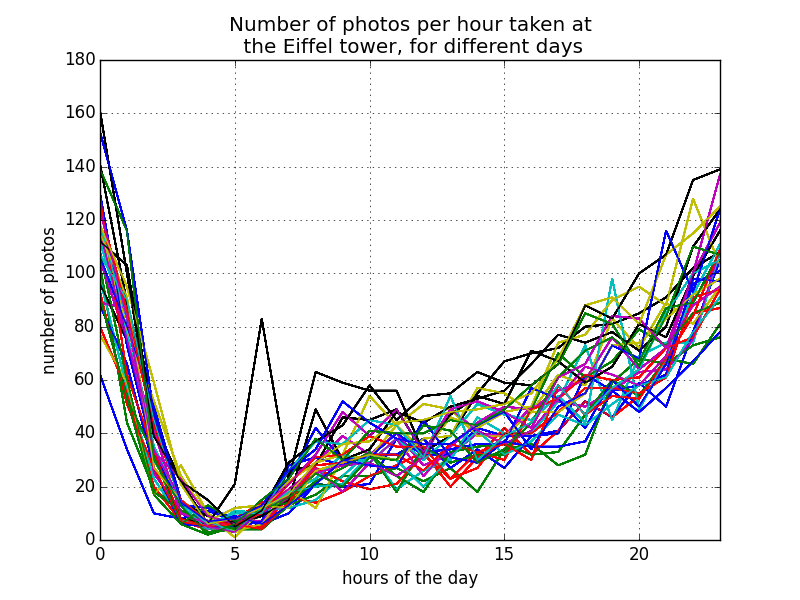 Number of photos per hour taken at
the Eiffel tower, for different days
180
160
140
120
100
80
60
40
20
0
number of photos
0 5 10 15 20
hours of the day